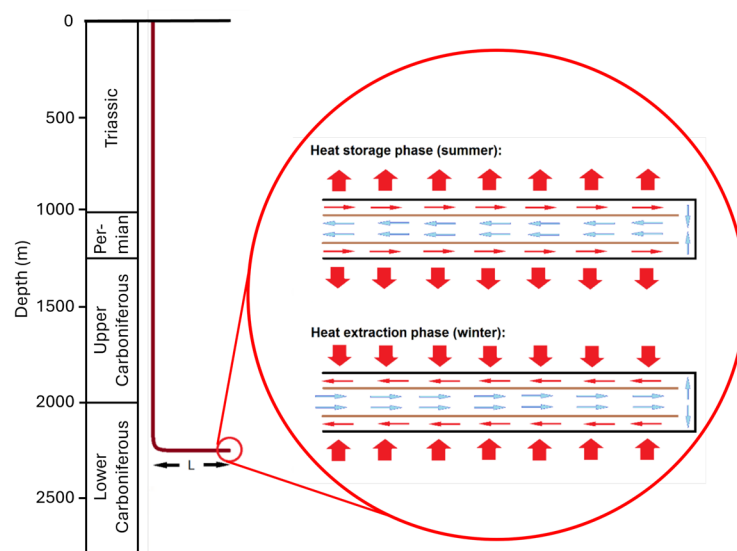 0
500
1000
1500
2000
2500
Depth (m)
Triassic
Per-
mian
Upper
Carboniferous
Lower
Carboniferous
L
Heat storage phase (summer):
Heat extraction phase (winter):